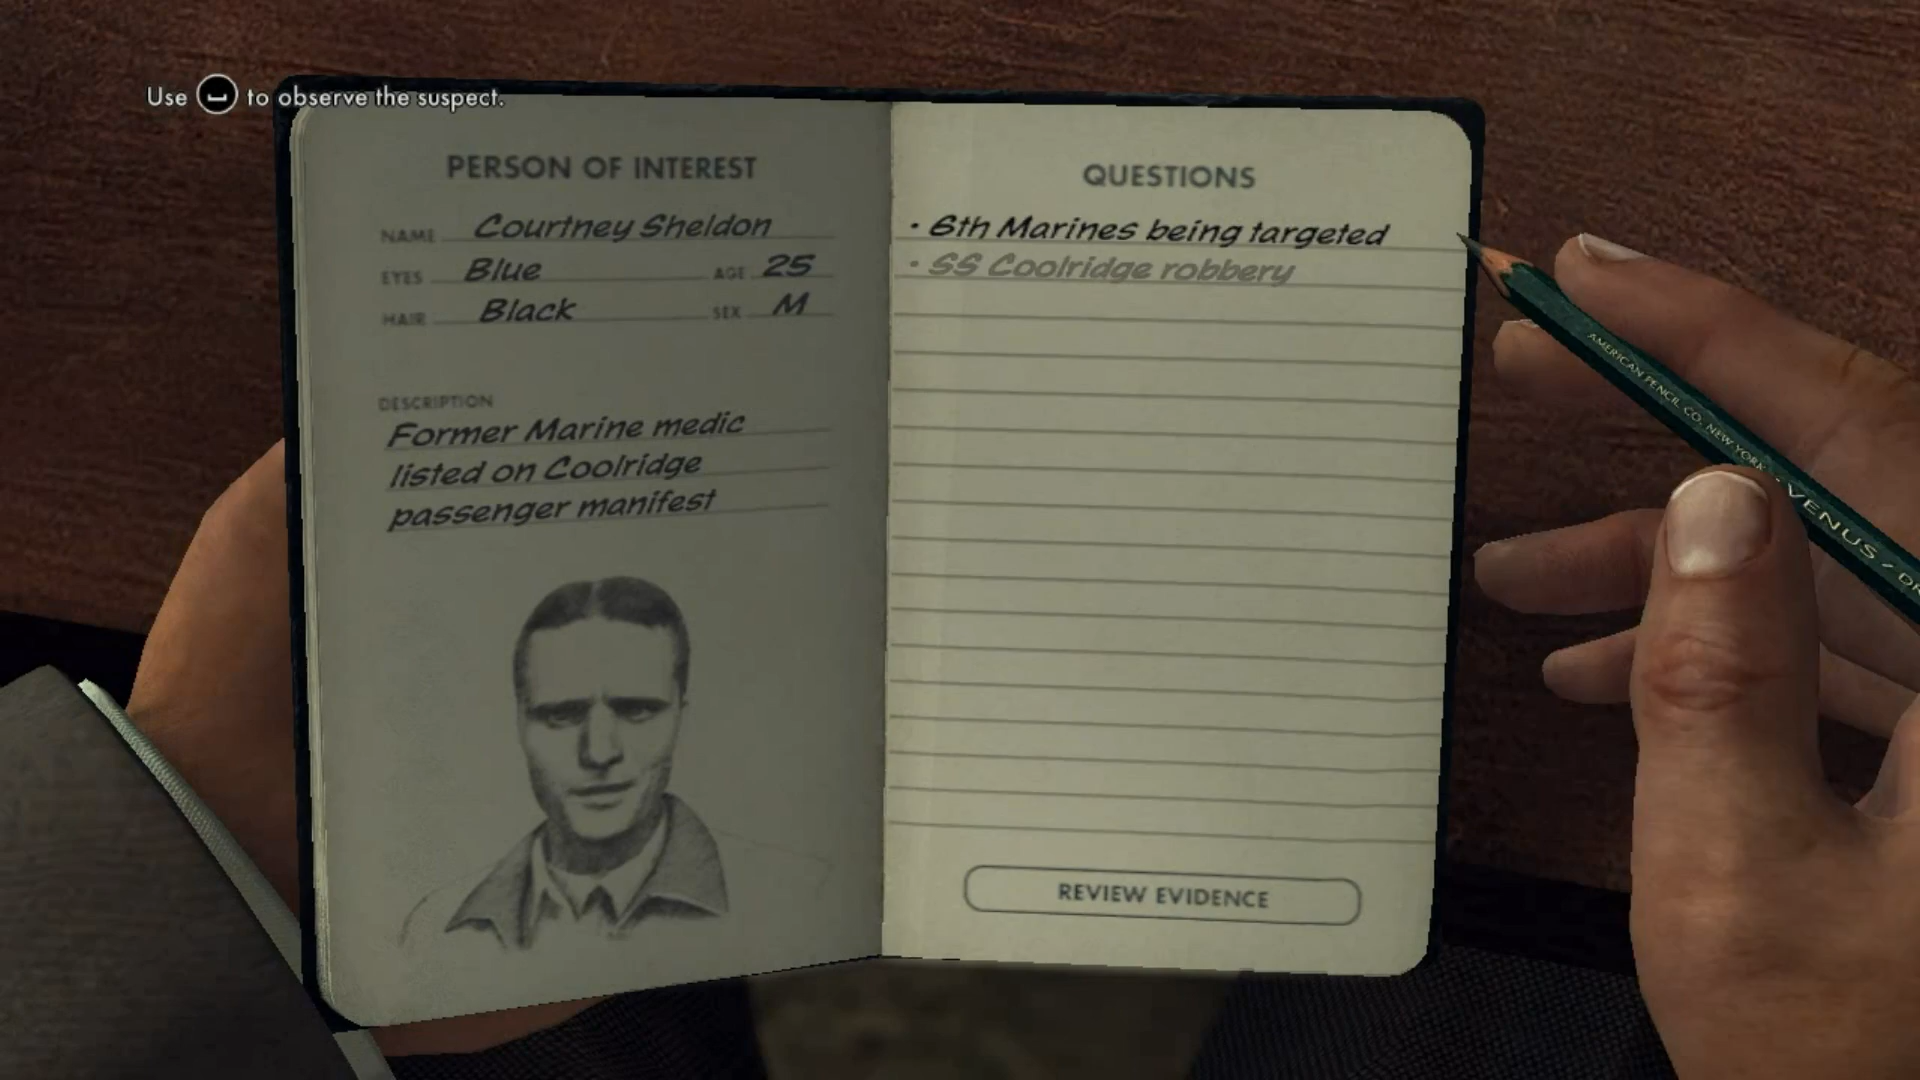 Use to observe the suspect.
PERSON OF INTEREST
NAME Courtney Sheldon
EYES Blue AGE 25
HAIR Black SEX M
DESCRIPTION
Former Marine medic
listed on Coolridge
passenger manifest
QUESTIONS
• 6th Marines being targeted
• SS Coolridge robbery
REVIEW EVIDENCE
AMERICAN PENCIL CO. NEW YORK • VENUS /